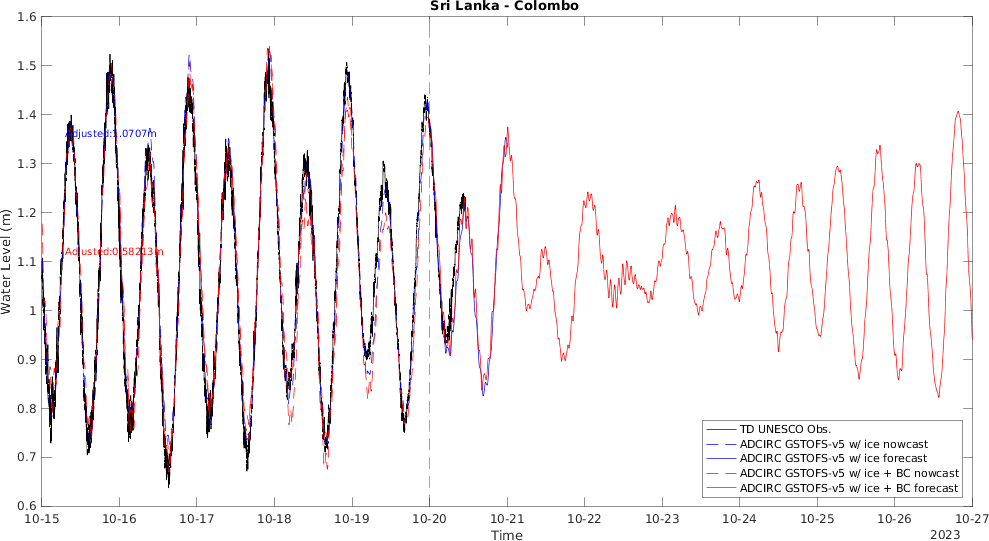 Sri Lanka - Colombo
1.6
1.5
1.4
Adjusted:1.0707m
1.3
1.2
Adjusted:0.58213m
1.1
1
0.9
0.8
0.7
0.6
Water Level (m)
TD UNESCO Obs.
ADCIRC GSTOFS-v5 w/ ice nowcast
ADCIRC GSTOFS-v5 w/ ice forecast
ADCIRC GSTOFS-v5 w/ ice + BC nowcast
ADCIRC GSTOFS-v5 w/ ice + BC forecast
10-15 10-16 10-17 10-18 10-19 10-20 10-21 10-22 10-23 10-24 10-25 10-26 10-27
Time
2023